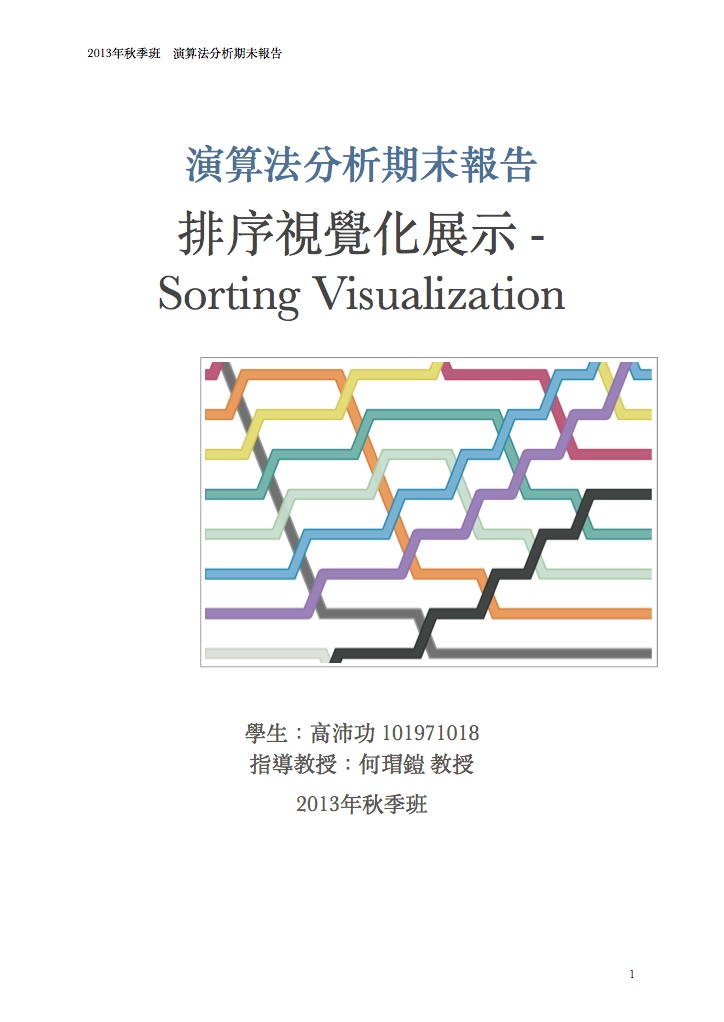 2013年秋季班　演算法分析期末報告
演算法分析期末報告
排序視覺化展示 -
Sorting Visualization
學生：高沛功 101971018
指導教授：何瑁鎧 教授
2013年秋季班
1